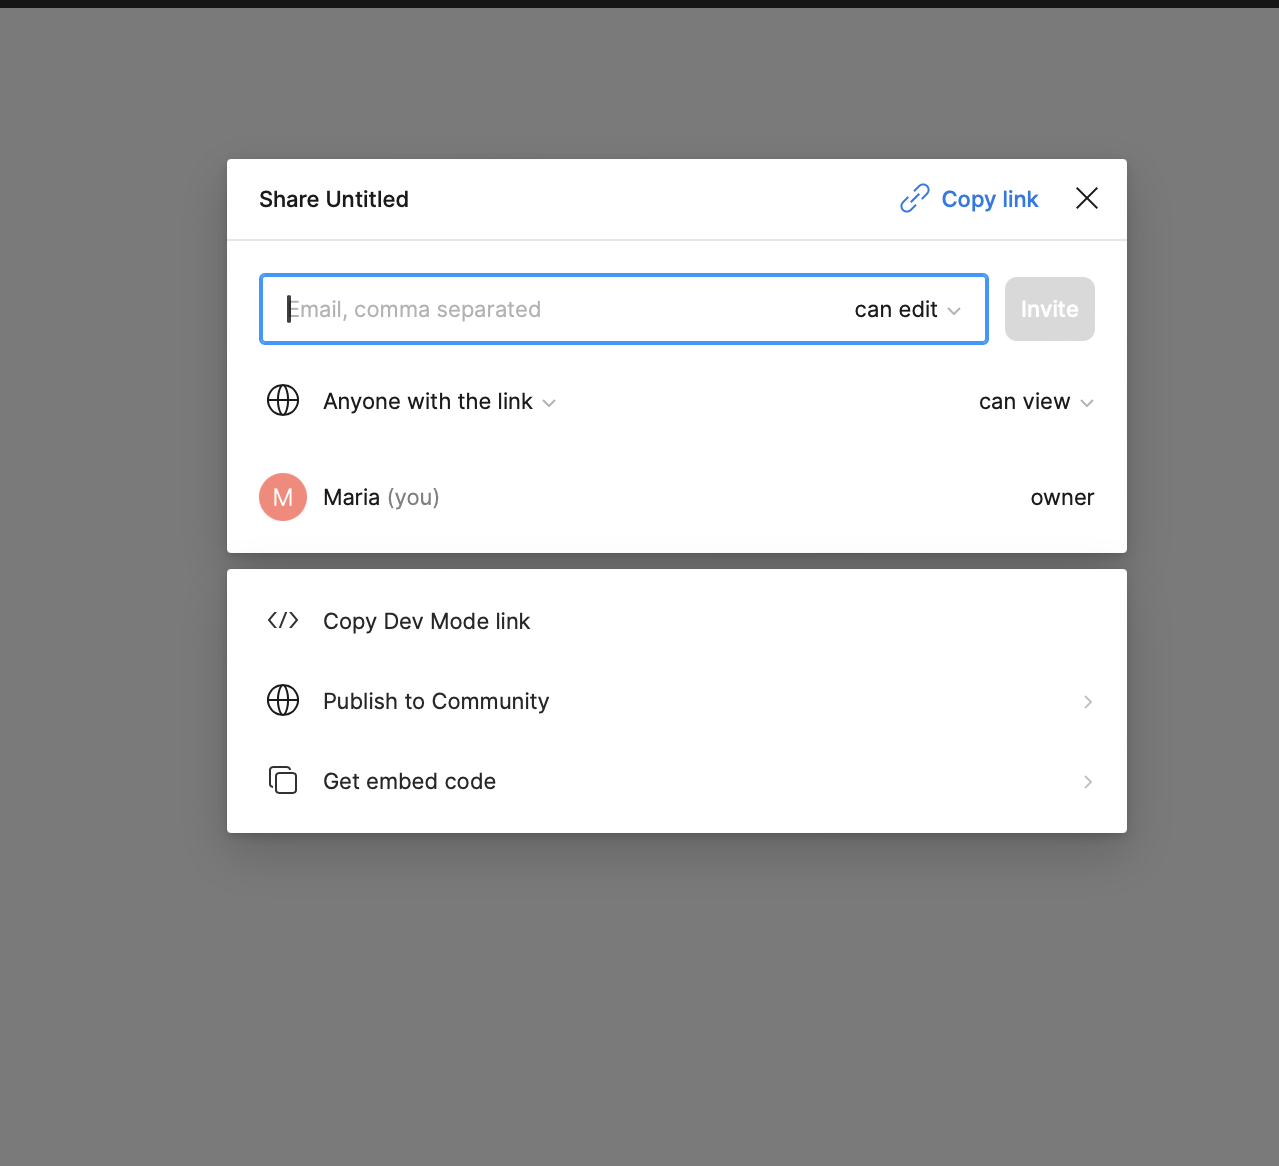 Share Untitled
Copy link
Email, comma separated
can edit
Invite
Anyone with the link
can view
M
Maria (you)
owner
Copy Dev Mode link
Publish to Community
Get embed code